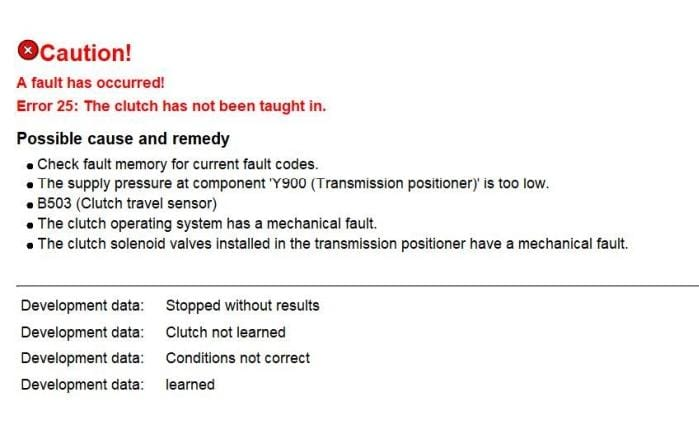 Caution!
A fault has occurred!
Error 25: The clutch has not been taught in.
Possible cause and remedy
• Check fault memory for current fault codes.
• The supply pressure at component 'Y900 (Transmission positioner)' is too low.
• B503 (Clutch travel sensor)
• The clutch operating system has a mechanical fault.
• The clutch solenoid valves installed in the transmission positioner have a mechanical fault.
Development data: Stopped without results
Development data: Clutch not learned
Development data: Conditions not correct
Development data: learned